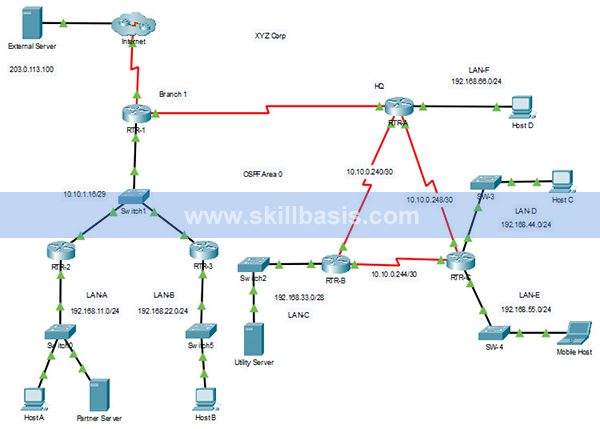 Internet
External Server
XYZ Corp
203.0.113.100
LAN-F
192.168.66.0/24
HQ
Branch 1
RTR-A
Host D
RTR-1
OSPF Area 0
10.10.0.240/30
10.10.0.248/30
10.10.1.16/29
Switch1
SW-3
Host C
www.skillbasis.com
LAN-D
192.168.44.0/24
RTR-2
RTR-3
Switch2
RTR-B
10.10.0.244/30
RTR-C
LAN-A
192.168.11.0/24
LAN-B
192.168.22.0/24
192.168.33.0/28
LAN-C
LAN-E
192.168.55.0/24
Switch0
Switch5
Utility Server
SW-4
Mobile Host
Host A
Partner Server
Host B